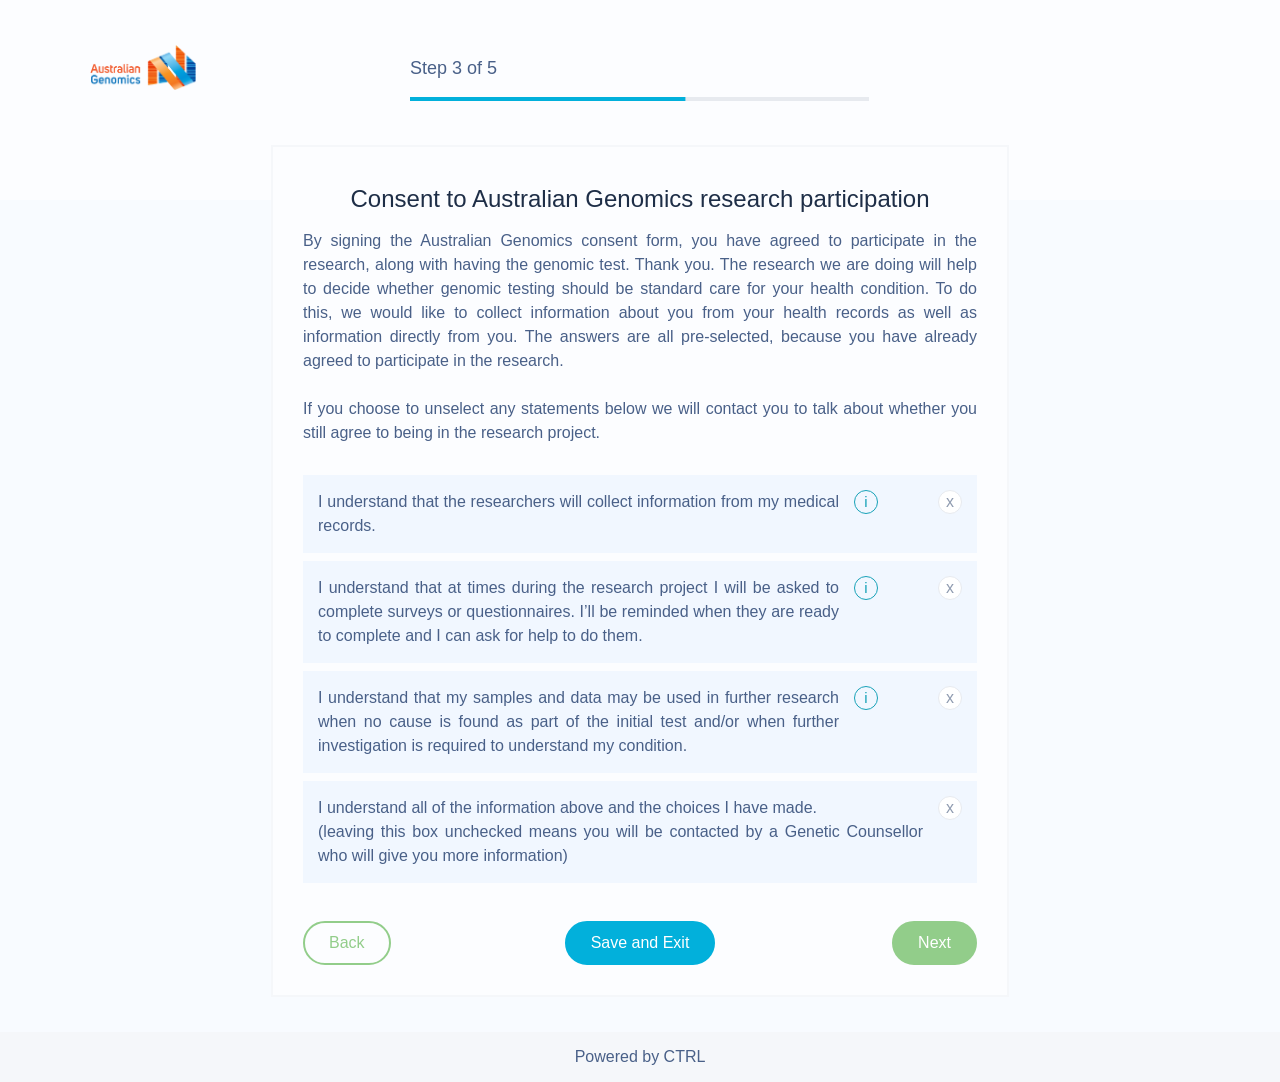 Australian
Genomics
Step 3 of 5
Consent to Australian Genomics research participation
By signing the Australian Genomics consent form, you have agreed to participate in the
research, along with having the genomic test. Thank you. The research we are doing will help
to decide whether genomic testing should be standard care for your health condition. To do
this, we would like to collect information about you from your health records as well as
information directly from you. The answers are all pre-selected, because you have already
agreed to participate in the research.
If you choose to unselect any statements below we will contact you to talk about whether you
still agree to being in the research project.
I understand that the researchers will collect information from my medical i x
records.
I understand that at times during the research project I will be asked to i x
complete surveys or questionnaires. I’ll be reminded when they are ready
to complete and I can ask for help to do them.
I understand that my samples and data may be used in further research i x
when no cause is found as part of the initial test and/or when further
investigation is required to understand my condition.
I understand all of the information above and the choices I have made. x
(leaving this box unchecked means you will be contacted by a Genetic Counsellor
who will give you more information)
Back Save and Exit Next
Powered by CTRL